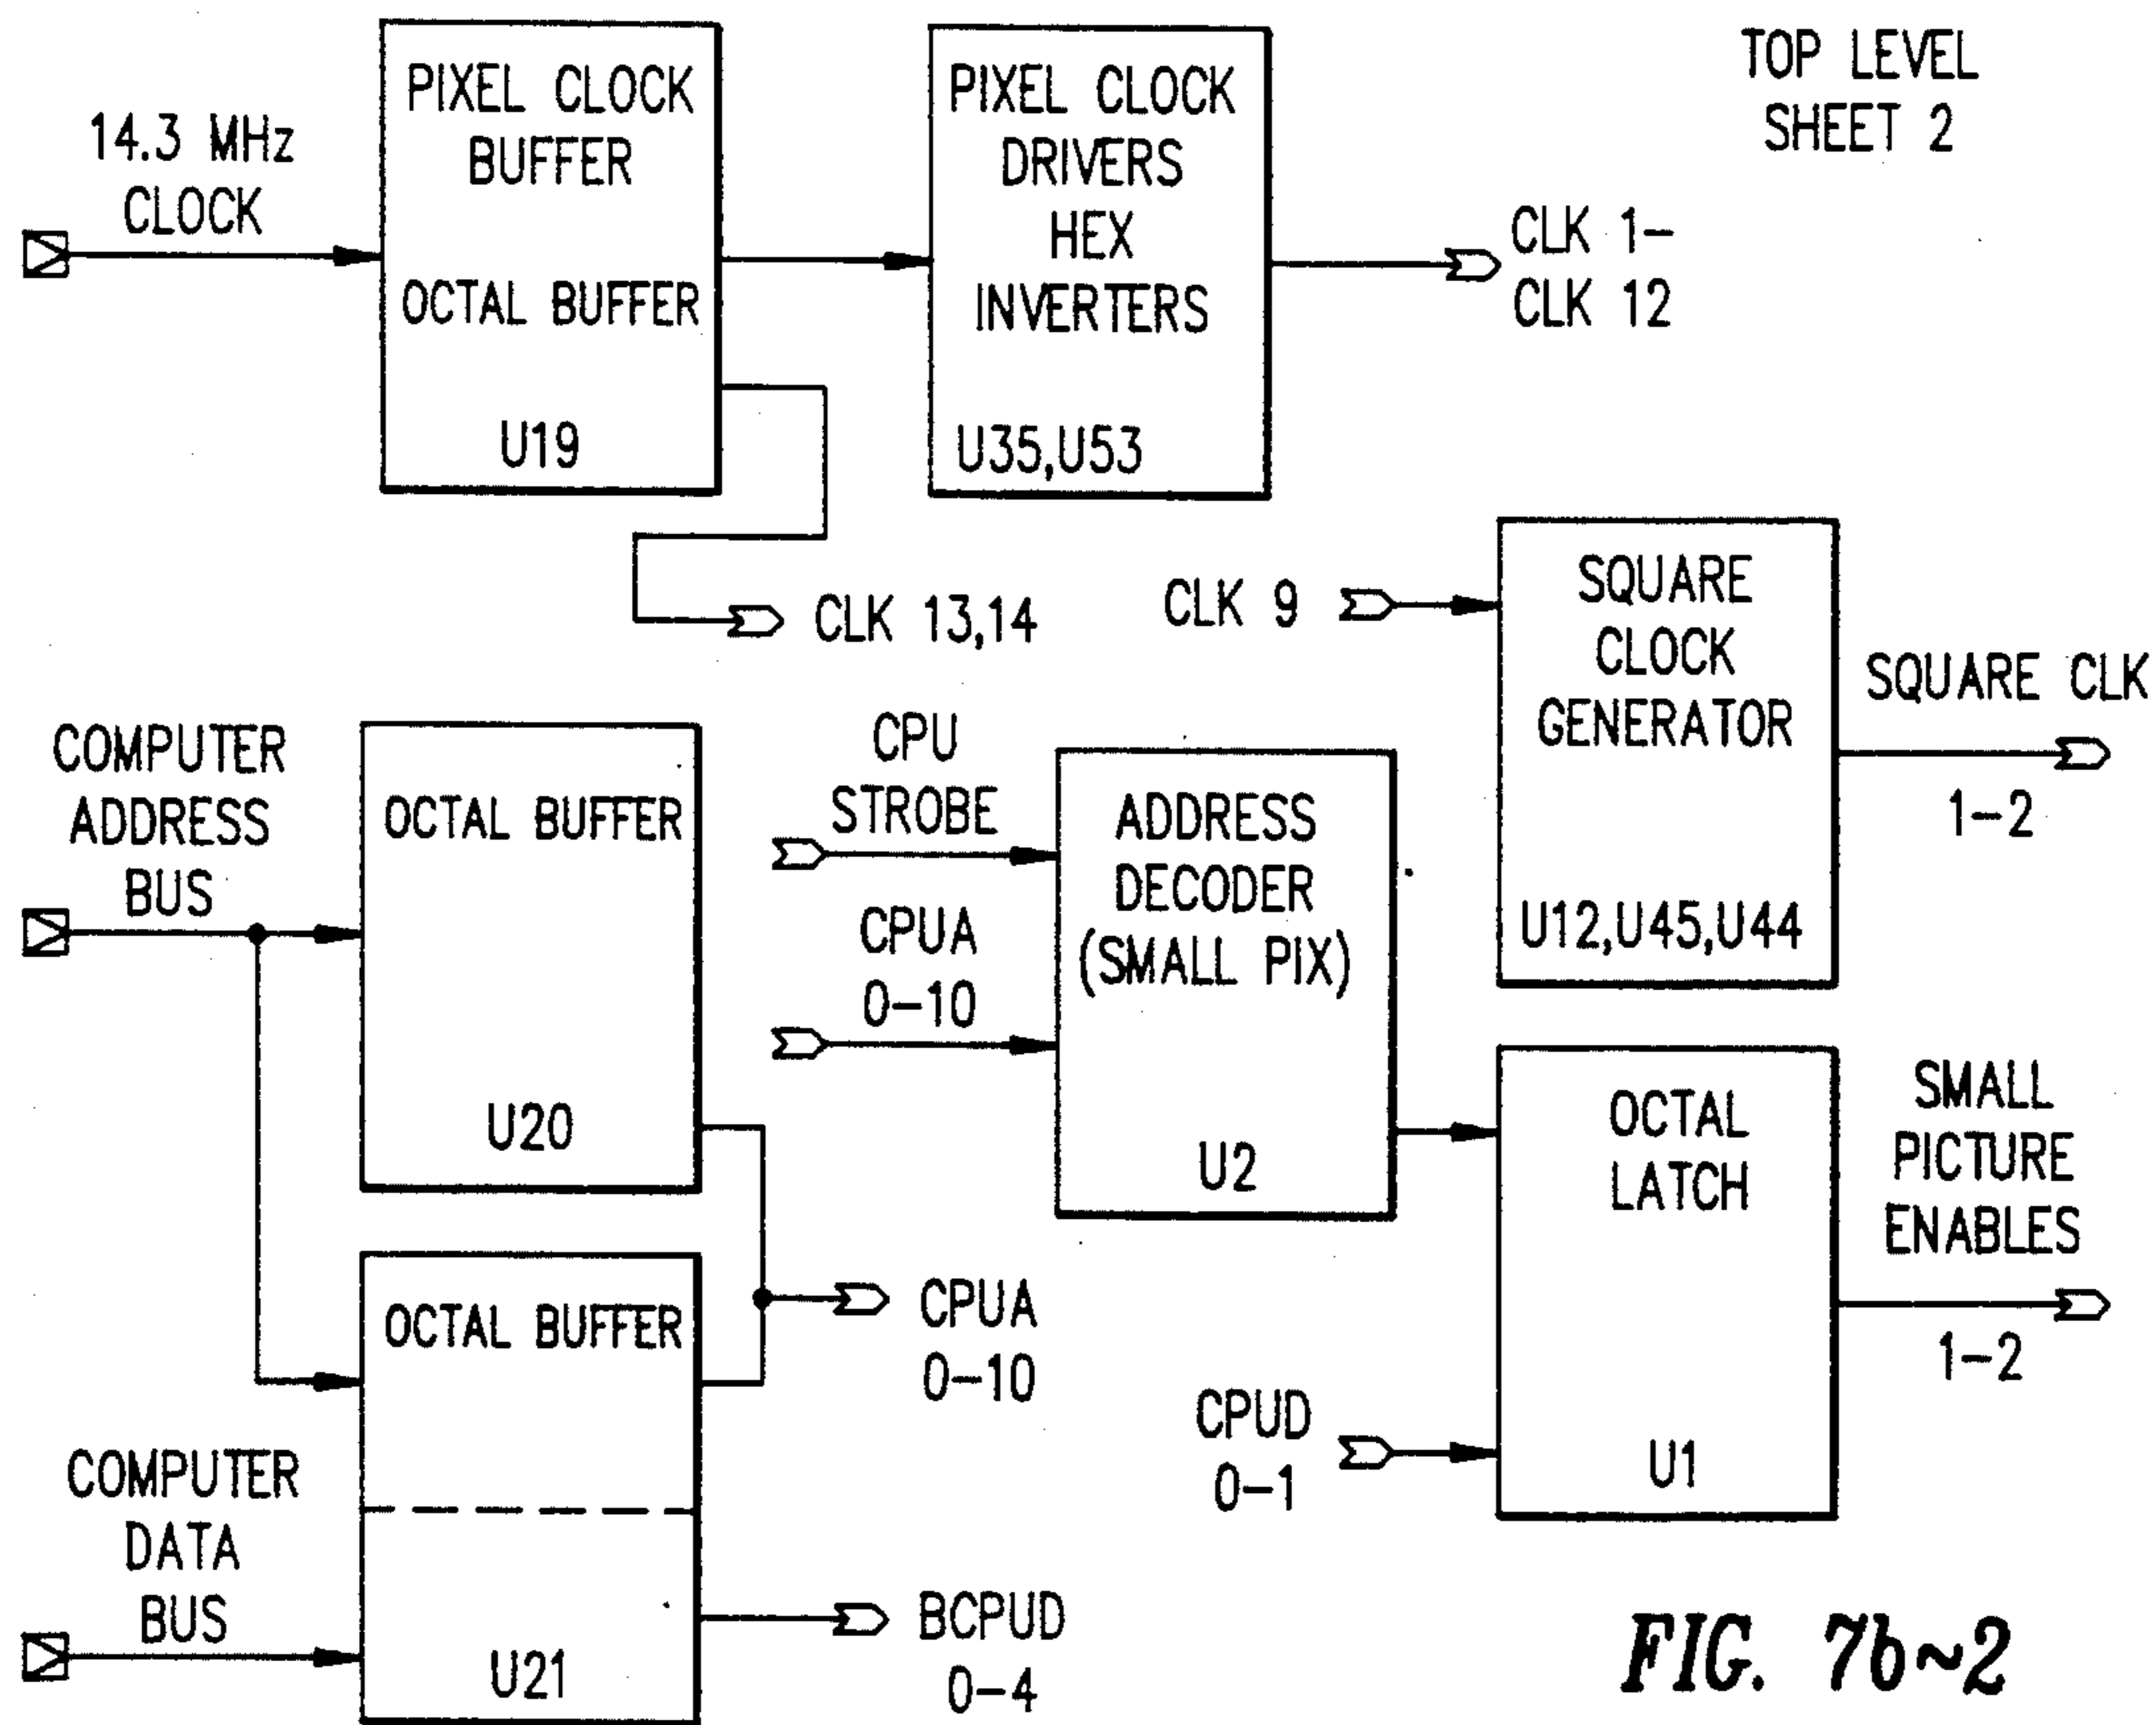 TOP LEVEL
SHEET 2
14.3 MHz
CLOCK
PIXEL CLOCK
BUFFER
OCTAL BUFFER
U19
PIXEL CLOCK
DRIVERS
HEX
INVERTERS
U35,U53
CLK 1-
CLK 12
CLK 13,14
CLK 9
SQUARE
CLOCK
GENERATOR
U12,U45,U44
SQUARE CLK
1-2
COMPUTER
ADDRESS
BUS
OCTAL BUFFER
U20
CPU
STROBE
CPUA
0-10
ADDRESS
DECODER
(SMALL PIX)
U2
OCTAL
LATCH
U1
SMALL
PICTURE
ENABLES
1-2
OCTAL BUFFER
U21
CPUA
0-10
CPUD
0-1
COMPUTER
DATA
BUS
BCPUD
0-4
FIG. 7b~2